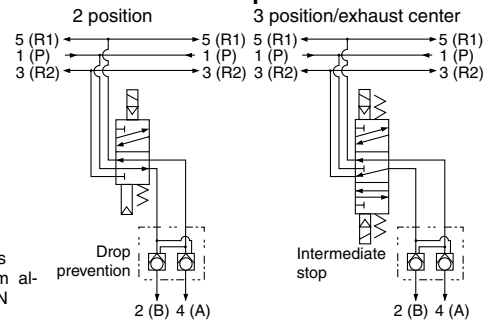 2 position
3 position/exhaust center
5 (R1)
5 (R1)
5 (R1)
5 (R1)
1 (P)
1 (P)
1 (P)
1 (P)
3 (R2)
3 (R2)
3 (R2)
3 (R2)
Drop
prevention
Intermediate
stop
s
m al-
N
2 (B) 4 (A)
2 (B) 4 (A)